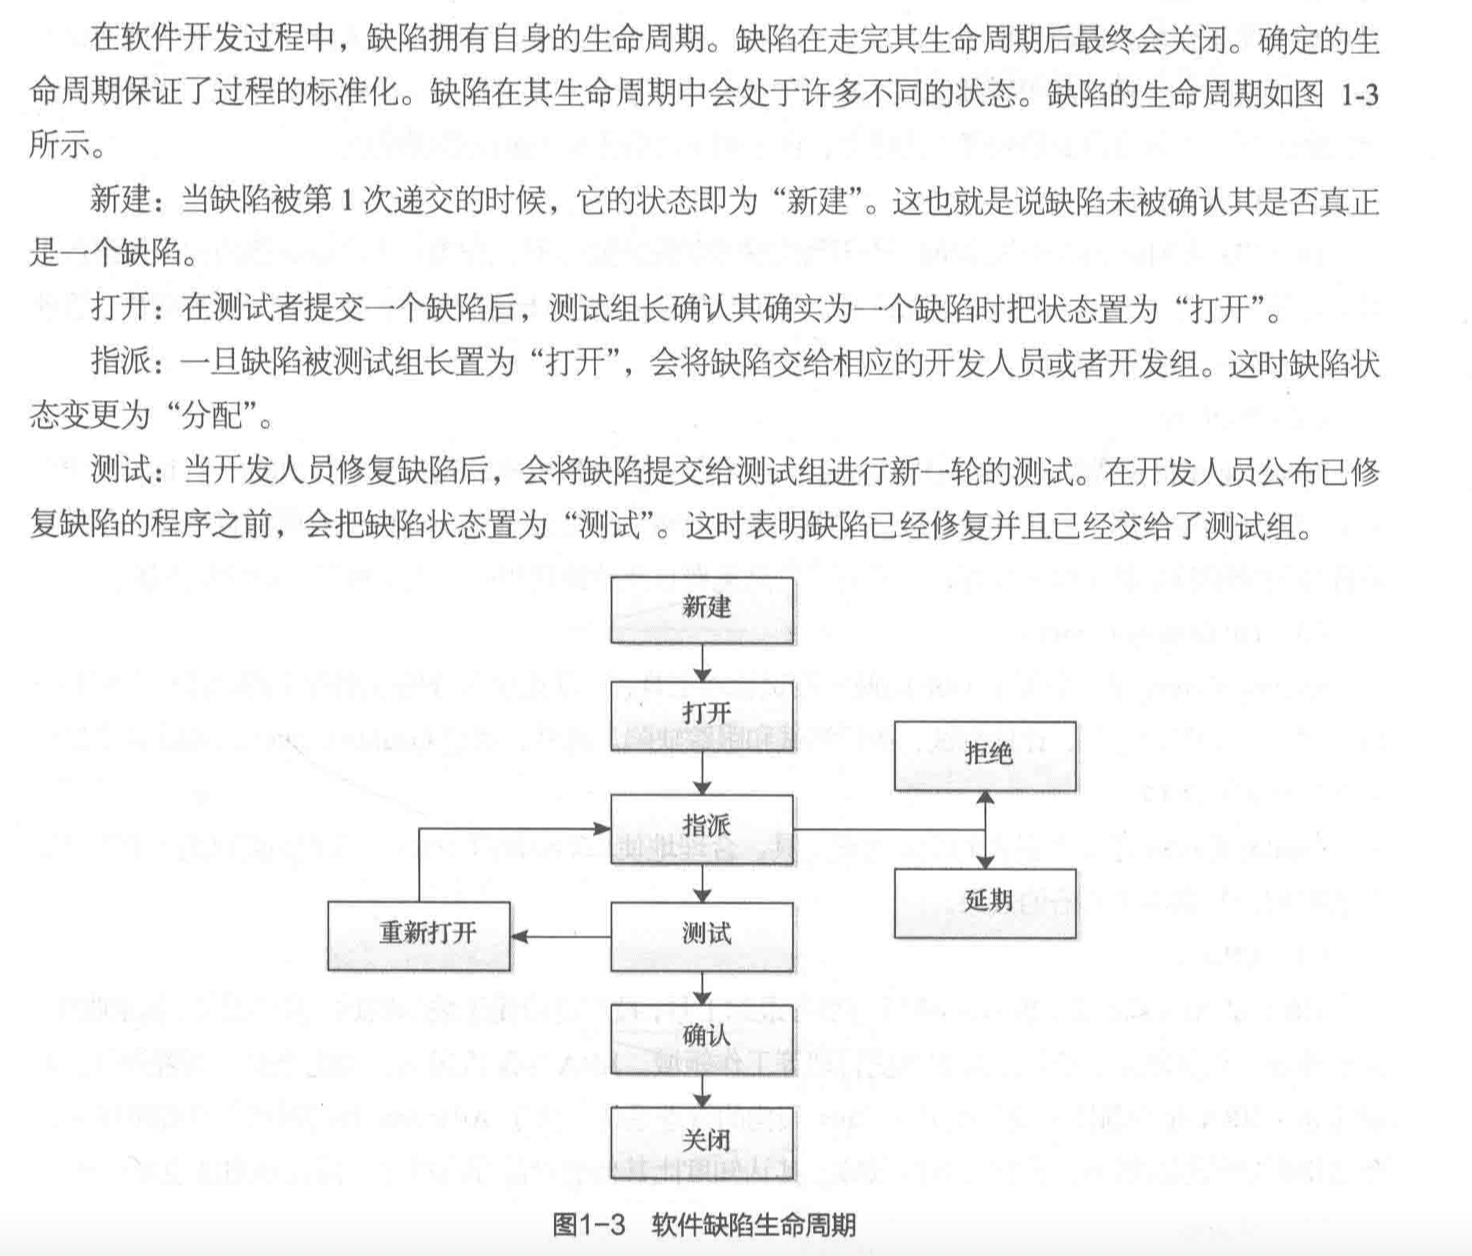 在软件开发过程中，缺陷拥有自身的生命周期。缺陷在走完其生命周期后最终会关闭。确定的生
命周期保证了过程的标准化。缺陷在其生命周期中会处于许多不同的状态。缺陷的生命周期如图 1-3
所示。
新建：当缺陷被第 1 次递交的时候，它的状态即为“新建”。这也就是说缺陷未被确认其是否真正
是一个缺陷。
打开：在测试者提交一个缺陷后，测试组长确认其确实为一个缺陷时把状态置为“打开”。
指派：一旦缺陷被测试组长置为“打开”，会将缺陷交给相应的开发人员或者开发组。这时缺陷状
态变更为“分配”。
测试：当开发人员修复缺陷后，会将缺陷提交给测试组进行新一轮的测试。在开发人员公布已修
复缺陷的程序之前，会把缺陷状态置为“测试”。这时表明缺陷已经修复并且已经交给了测试组。
新建
打开
拒绝
指派
延期
重新打开
测试
确认
关闭
图1-3 软件缺陷生命周期